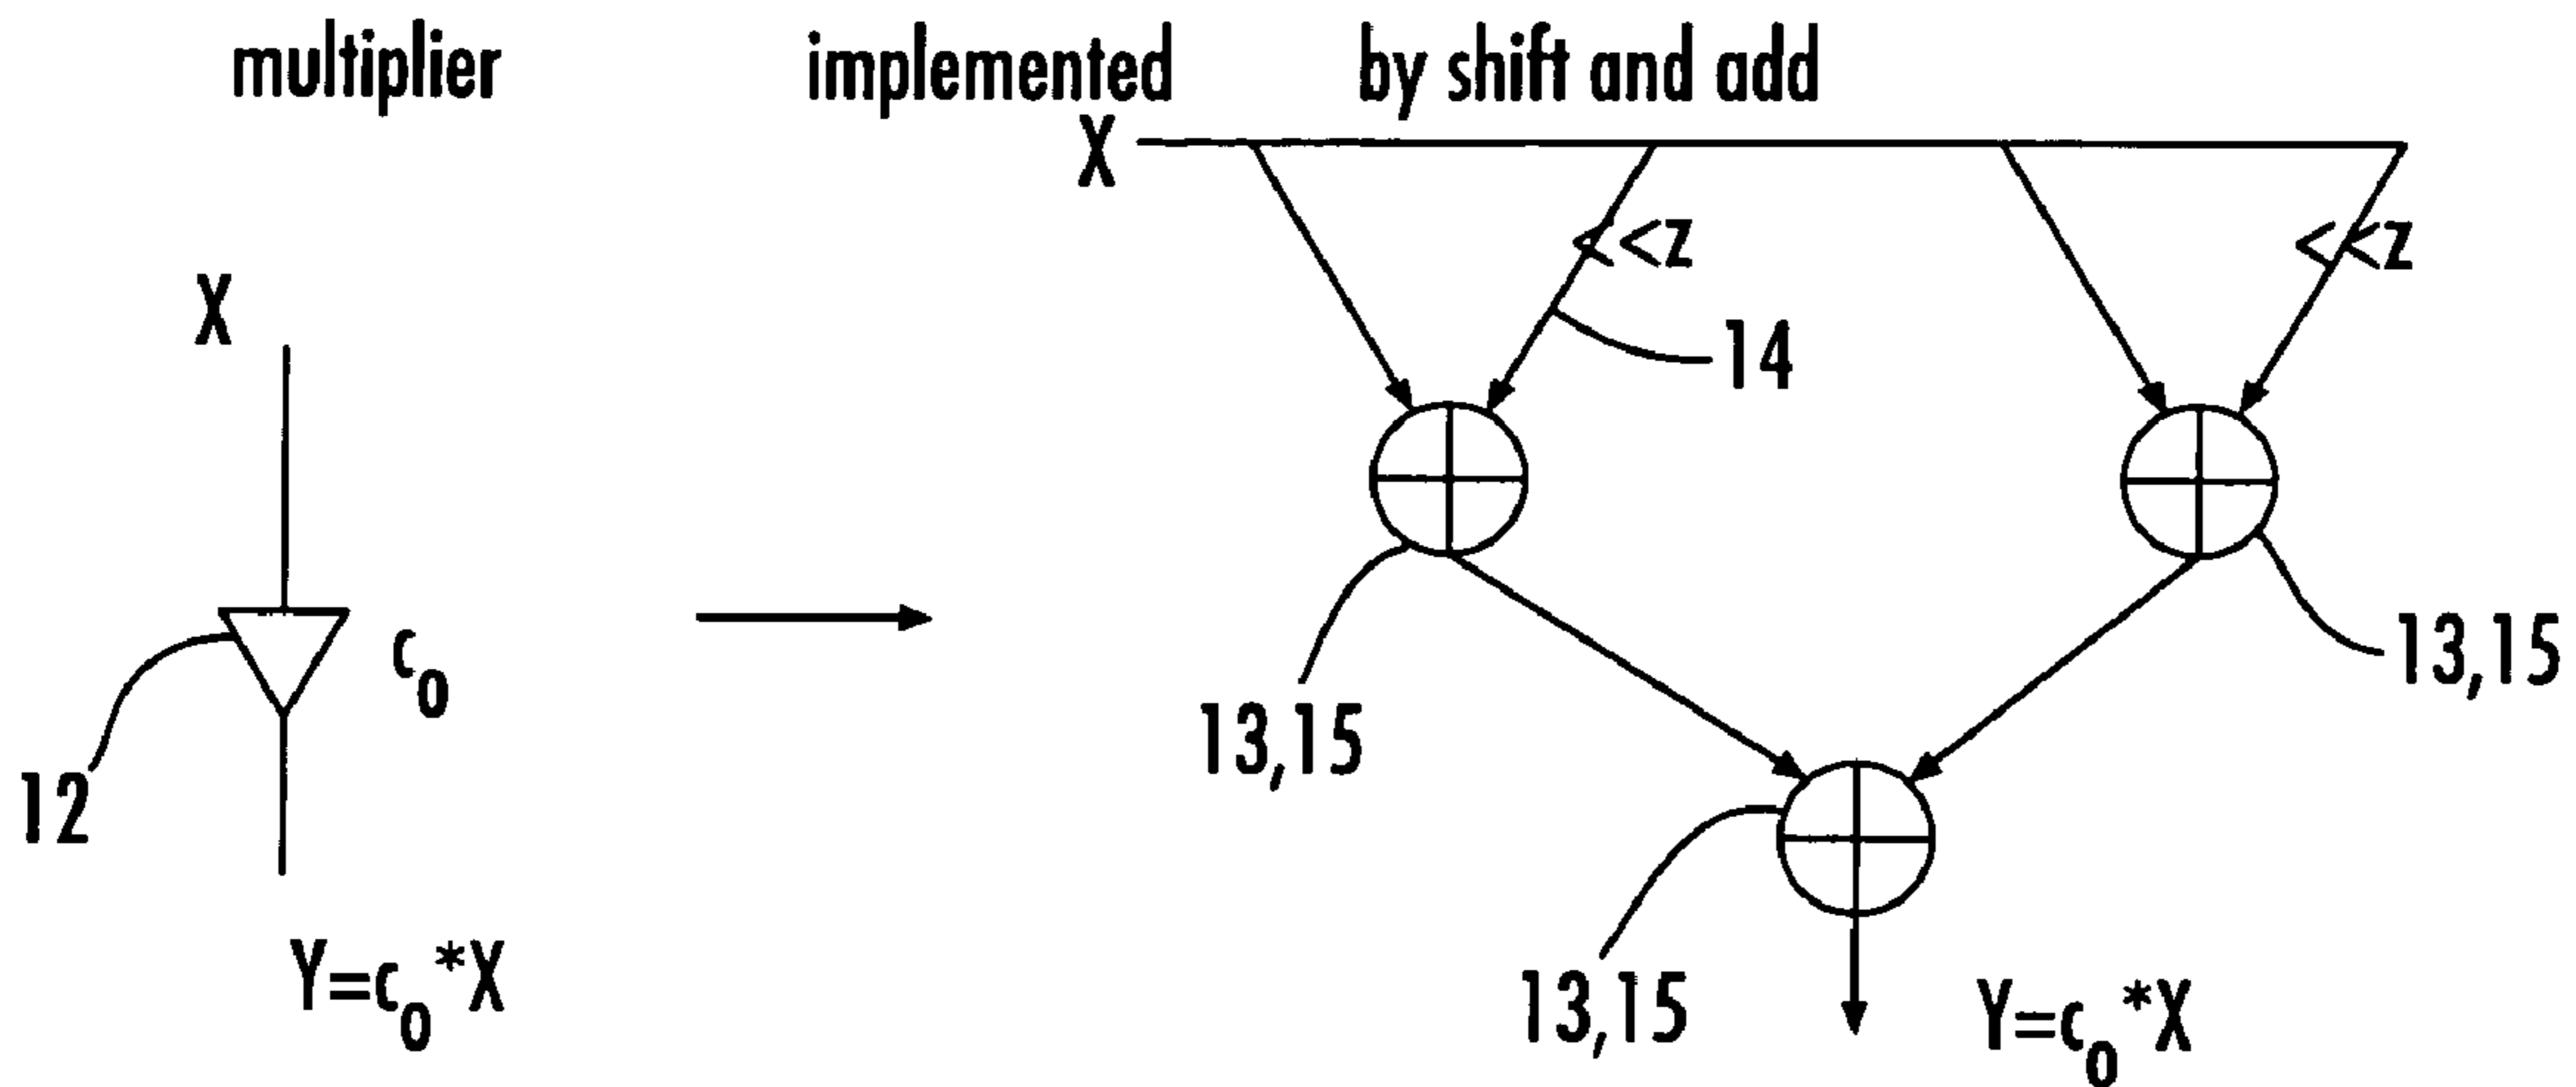 multiplier implemented by shift and add
X
<<z
<<z
X
14
c0
13,15
13,15
12
Y=c0*X
13,15
Y=c0*X